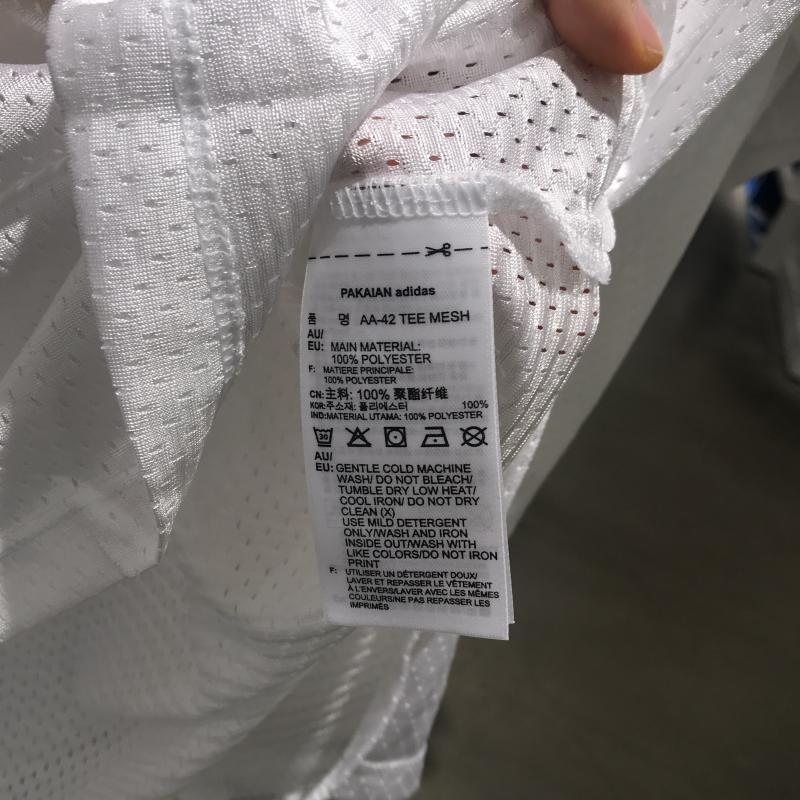 PAKAIAN adidas
품 명 AA-42 TEE MESH
AU/
EU: MAIN MATERIAL:
100% POLYESTER
F: MATIERE PRINCIPALE:
100% POLYESTER
CN:主料: 100% 聚酯纤维
KOR:주소재: 폴리에스터 100%
IND:MATERIAL UTAMA: 100% POLYESTER
30
AU/
EU: GENTLE COLD MACHINE
WASH/ DO NOT BLEACH/
TUMBLE DRY LOW HEAT/
COOL IRON/ DO NOT DRY
CLEAN (X)
USE MILD DETERGENT
ONLY/WASH AND IRON
INSIDE OUT/WASH WITH
LIKE COLORS/DO NOT IRON
PRINT
F: UTILISER UN DÉTERGENT DOUX/
LAVER ET REPASSER LE VÊTEMENT
À L'ENVERS/LAVER AVEC LES MÊMES
COULEURS/NE PAS REPASSER LES
IMPRIMÉS